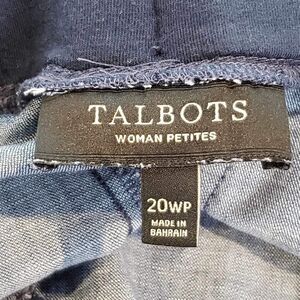 TALBOTS
WOMAN PETITES
20WP
MADE IN
BAHRAIN